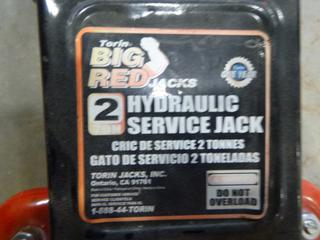 Torin
BIG
RED JACKS
2 HYDRAULIC
TON SERVICE JACK
CRIC DE SERVICE 2 TONNES
GATO DE SERVICIO 2 TONELADAS
TORIN JACKS, INC.
Ontario, CA 91761
1-888-44-TORIN
DO NOT
OVERLOAD